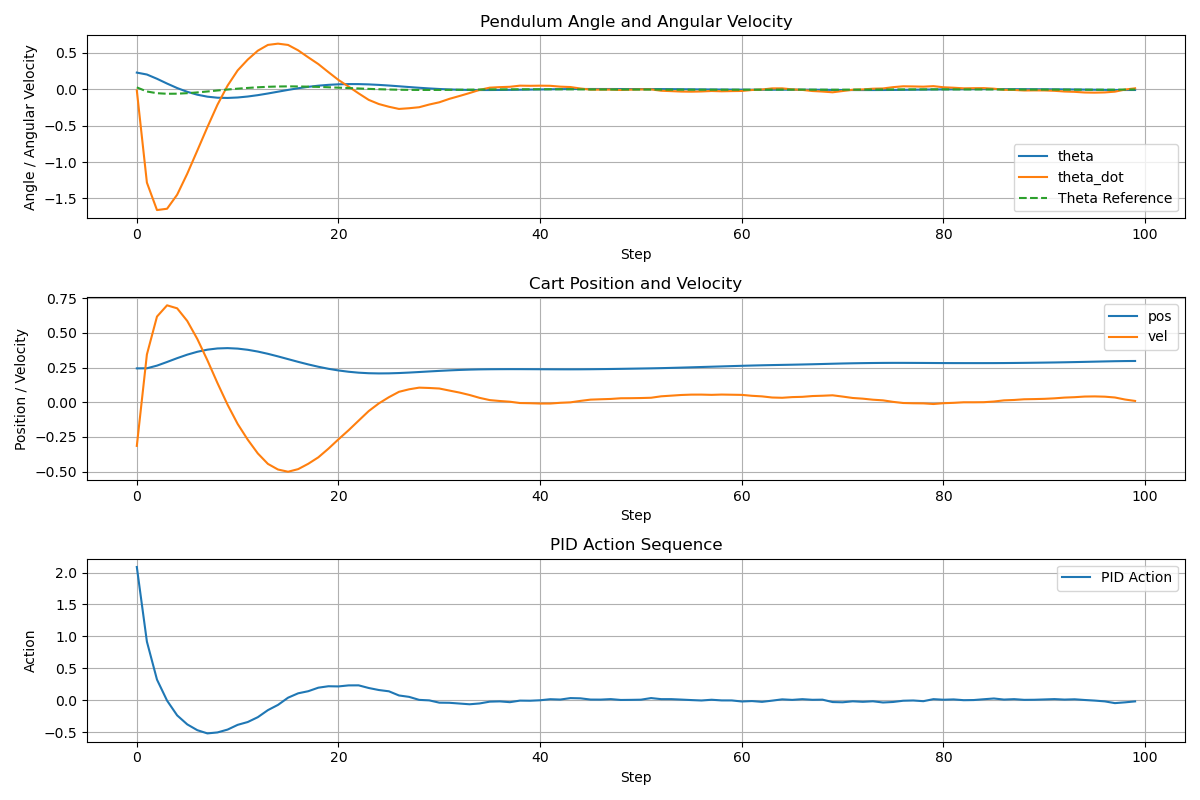 Pendulum Angle and Angular Velocity
Angle / Angular Velocity
0.5
0.0
−0.5
−1.0
−1.5
theta
theta_dot
Theta Reference
0 20 40 60 80 100
Step
Cart Position and Velocity
Position / Velocity
0.75
0.50
0.25
0.00
−0.25
−0.50
pos
vel
0 20 40 60 80 100
Step
PID Action Sequence
Action
2.0
1.5
1.0
0.5
0.0
−0.5
PID Action
0 20 40 60 80 100
Step